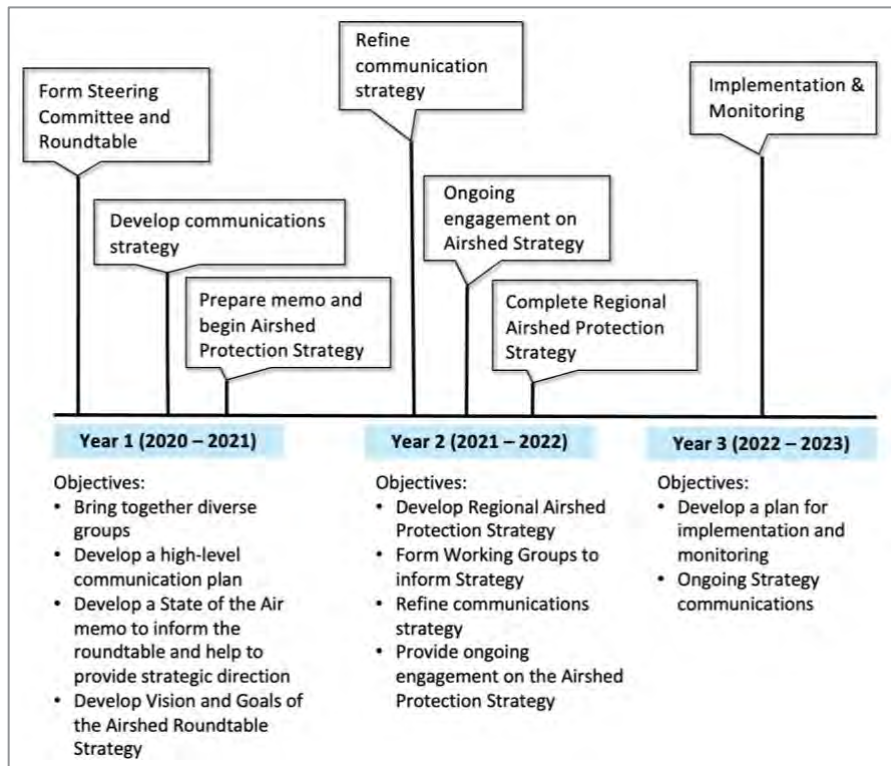 Form Steering
Committee and
Roundtable
Develop communications
strategy
Prepare memo and
begin Airshed
Protection Strategy
Refine
communication
strategy
Ongoing
engagement on
Airshed Strategy
Complete Regional
Airshed Protection
Strategy
Implementation &
Monitoring
Year 1 (2020 – 2021)
Objectives:
• Bring together diverse
groups
• Develop a high-level
communication plan
• Develop a State of the Air
memo to inform the
roundtable and help to
provide strategic direction
• Develop Vision and Goals of
the Airshed Roundtable
Strategy
Year 2 (2021 – 2022)
Objectives:
• Develop Regional Airshed
Protection Strategy
• Form Working Groups to
inform Strategy
• Refine communications
strategy
• Provide ongoing
engagement on the Airshed
Protection Strategy
Year 3 (2022 – 2023)
Objectives:
• Develop a plan for
implementation and
monitoring
• Ongoing Strategy
communications